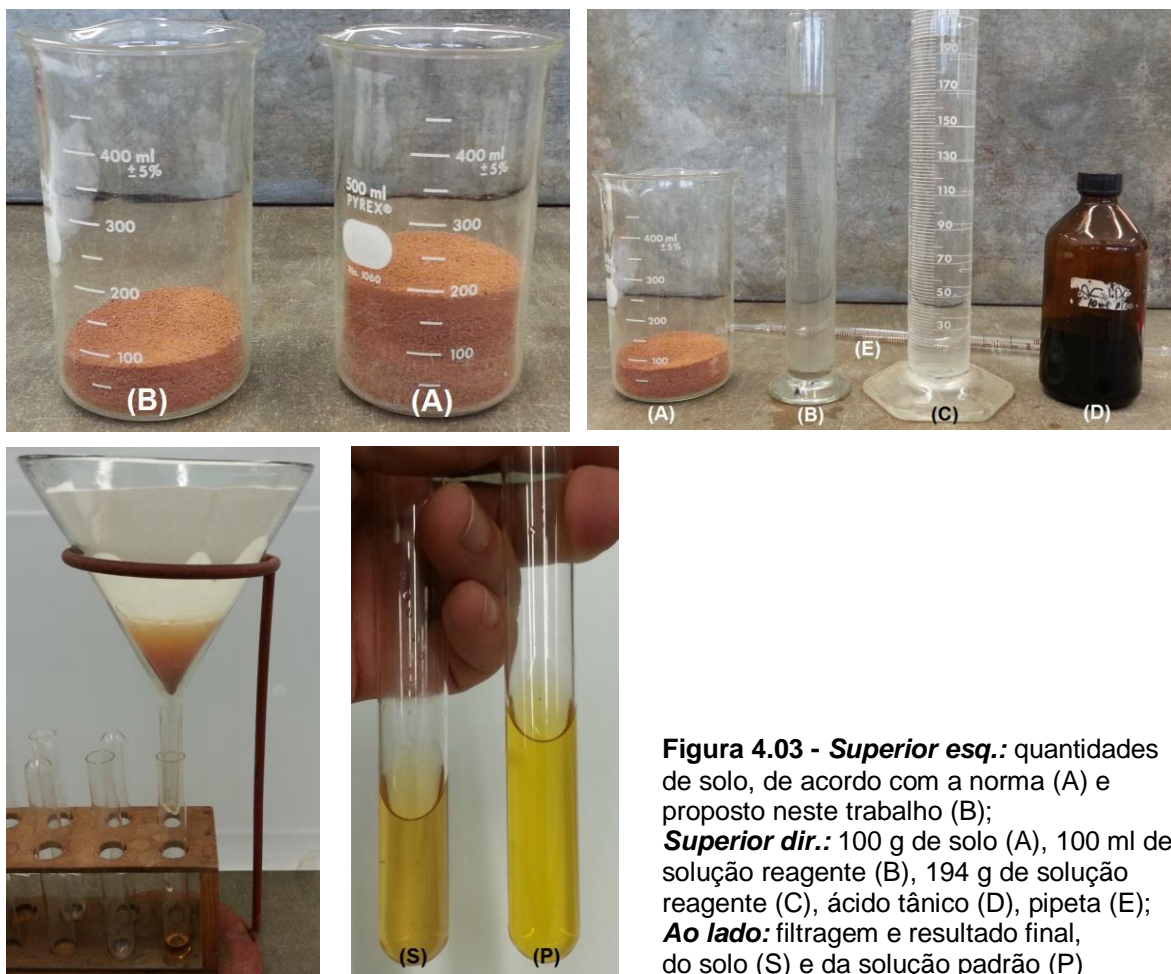 400 ml
±5%
300
200
100
(B)
500 ml
PYREX®
No. 1060
400 ml
±5%
300
200
100
(A)
400 ml
±5%
300
200
100
(A)
(B)
(E)
190
170
150
130
110
90
70
50
30
(C)
(D)
(S)
(P)
Figura 4.03 - Superior esq.: quantidades
de solo, de acordo com a norma (A) e
proposto neste trabalho (B);
Superior dir.: 100 g de solo (A), 100 ml de
solução reagente (B), 194 g de solução
reagente (C), ácido tânico (D), pipeta (E);
Ao lado: filtragem e resultado final,
do solo (S) e da solução padrão (P)